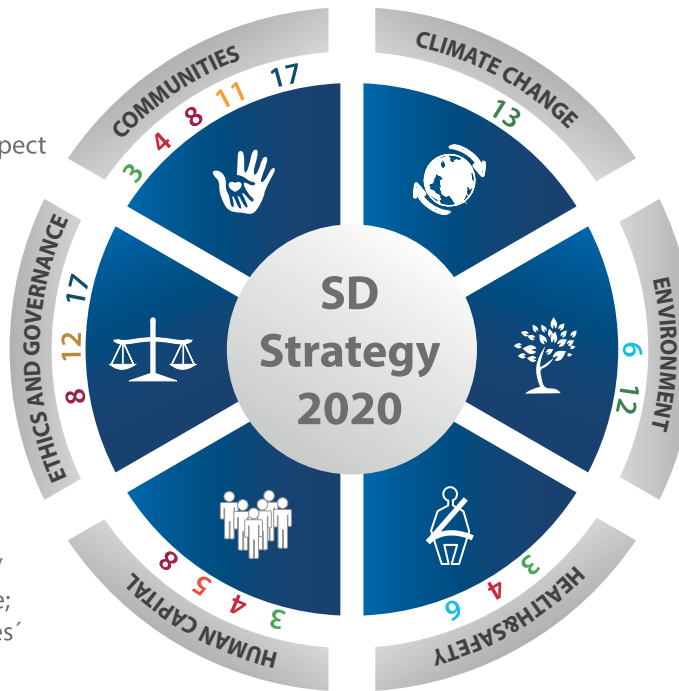 COMMUNITIES
3 4 8 11 17
CLIMATE CHANGE
13
pect
ETHICS AND GOVERNANCE
8 12 17
SD
Strategy
2020
ENVIRONMENT
6 12
HUMAN CAPITAL
3 4 5 8
HEALTH&SAFETY
3 4 6
e;
es´